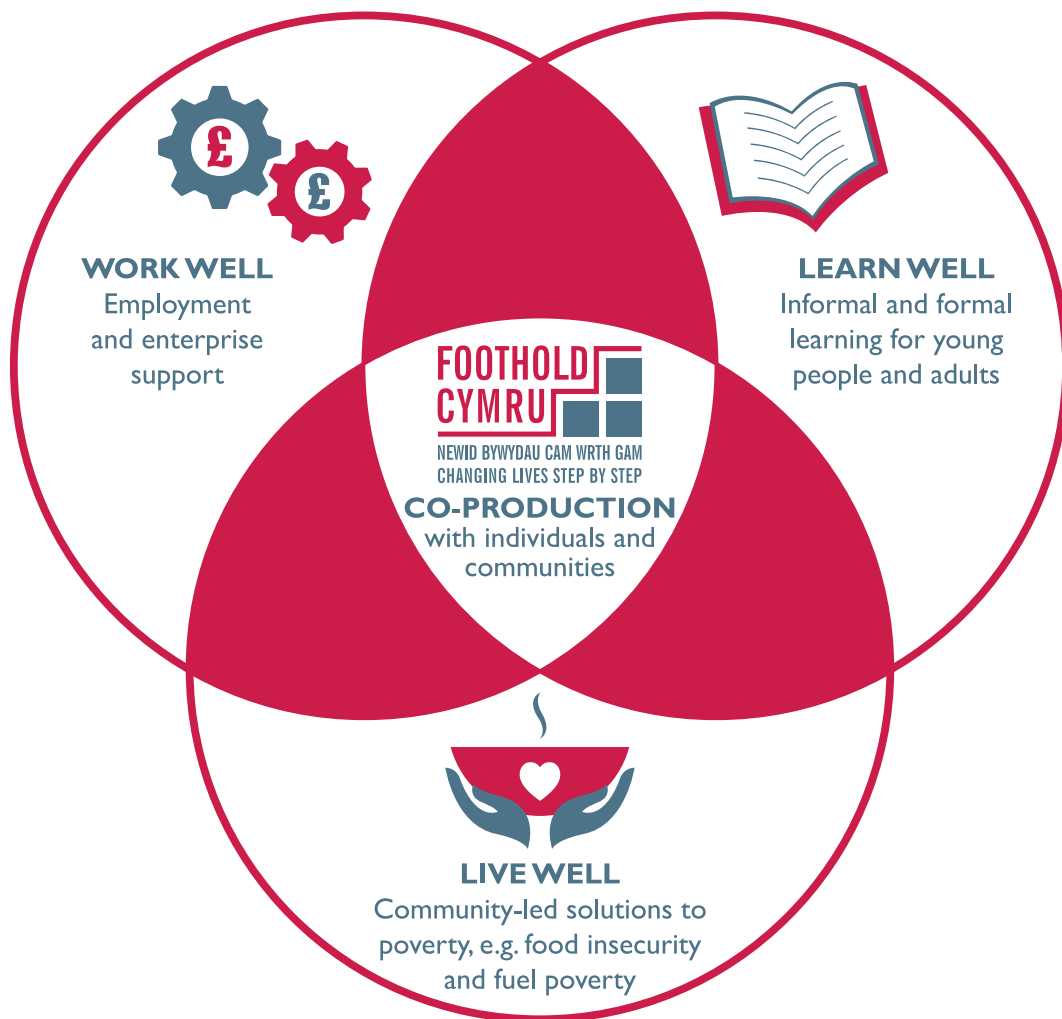 £
£
WORK WELL
Employment
and enterprise
support
LEARN WELL
Informal and formal
learning for young
people and adults
FOOTHOLD
CYMRU
NEWID BYWYDAU CAM WRTH GAM
CHANGING LIVES STEP BY STEP
CO-PRODUCTION
with individuals and
communities
LIVE WELL
Community-led solutions to
poverty, e.g. food insecurity
and fuel poverty